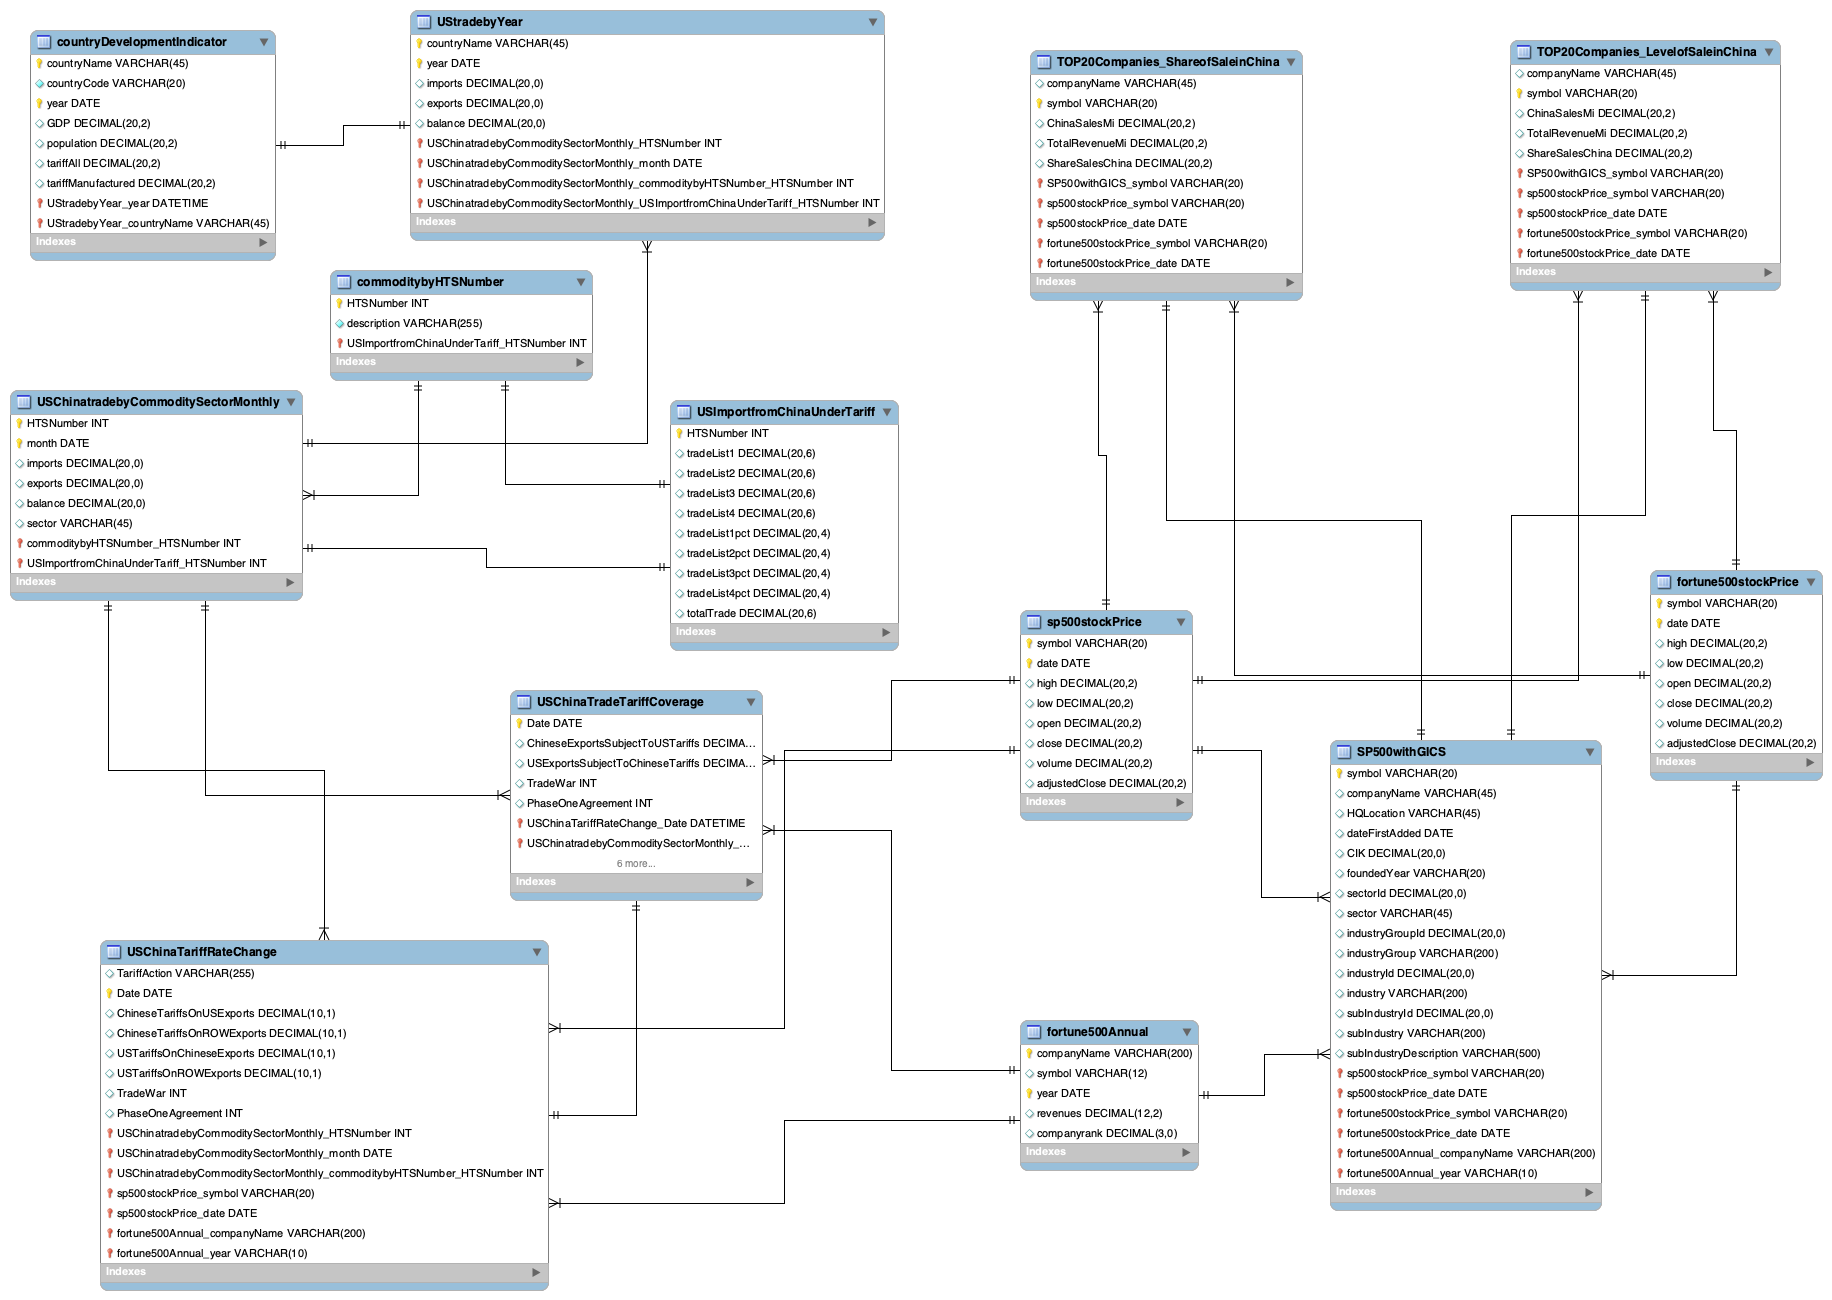 countryDevelopmentIndicator
countryName VARCHAR(45)
countryCode VARCHAR(20)
year DATE
GDP DECIMAL(20,2)
population DECIMAL(20,2)
tariffAll DECIMAL(20,2)
tariffManufactured DECIMAL(20,2)
UStradebyYear_year DATETIME
UStradebyYear_countryName VARCHAR(45)
Indexes
UStradebyYear
countryName VARCHAR(45)
year DATE
imports DECIMAL(20,0)
exports DECIMAL(20,0)
balance DECIMAL(20,0)
USChinatradebyCommoditySectorMonthly_HTSNumber INT
USChinatradebyCommoditySectorMonthly_month DATE
USChinatradebyCommoditySectorMonthly_commoditybyHTSNumber_HTSNumber INT
USChinatradebyCommoditySectorMonthly_USImportfromChinaUnderTariff_HTSNumber INT
Indexes
TOP20Companies_ShareofSaleinChina
companyName VARCHAR(45)
symbol VARCHAR(20)
ChinaSalesMi DECIMAL(20,2)
TotalRevenueMi DECIMAL(20,2)
ShareSalesChina DECIMAL(20,2)
SP500withGICS_symbol VARCHAR(20)
sp500stockPrice_symbol VARCHAR(20)
sp500stockPrice_date DATE
fortune500stockPrice_symbol VARCHAR(20)
fortune500stockPrice_date DATE
Indexes
TOP20Companies_LevelofSaleinChina
companyName VARCHAR(45)
symbol VARCHAR(20)
ChinaSalesMi DECIMAL(20,2)
TotalRevenueMi DECIMAL(20,2)
ShareSalesChina DECIMAL(20,2)
SP500withGICS_symbol VARCHAR(20)
sp500stockPrice_symbol VARCHAR(20)
sp500stockPrice_date DATE
fortune500stockPrice_symbol VARCHAR(20)
fortune500stockPrice_date DATE
Indexes
commoditybyHTSNumber
HTSNumber INT
description VARCHAR(255)
USImportfromChinaUnderTariff_HTSNumber INT
Indexes
USChinatradebyCommoditySectorMonthly
HTSNumber INT
month DATE
imports DECIMAL(20,0)
exports DECIMAL(20,0)
balance DECIMAL(20,0)
sector VARCHAR(45)
commoditybyHTSNumber_HTSNumber INT
USImportfromChinaUnderTariff_HTSNumber INT
Indexes
USImportfromChinaUnderTariff
HTSNumber INT
tradeList1 DECIMAL(20,6)
tradeList2 DECIMAL(20,6)
tradeList3 DECIMAL(20,6)
tradeList4 DECIMAL(20,6)
tradeList1pct DECIMAL(20,4)
tradeList2pct DECIMAL(20,4)
tradeList3pct DECIMAL(20,4)
tradeList4pct DECIMAL(20,4)
totalTrade DECIMAL(20,6)
Indexes
sp500stockPrice
symbol VARCHAR(20)
date DATE
high DECIMAL(20,2)
low DECIMAL(20,2)
open DECIMAL(20,2)
close DECIMAL(20,2)
volume DECIMAL(20,2)
adjustedClose DECIMAL(20,2)
Indexes
fortune500stockPrice
symbol VARCHAR(20)
date DATE
high DECIMAL(20,2)
low DECIMAL(20,2)
open DECIMAL(20,2)
close DECIMAL(20,2)
volume DECIMAL(20,2)
adjustedClose DECIMAL(20,2)
Indexes
USChinaTradeTariffCoverage
Date DATE
ChineseExportsSubjectToUSTariffs DECIMA...
USExportsSubjectToChineseTariffs DECIMA...
TradeWar INT
PhaseOneAgreement INT
USChinaTariffRateChange_Date DATETIME
USChinatradebyCommoditySectorMonthly_...
6 more...
Indexes
SP500withGICS
symbol VARCHAR(20)
companyName VARCHAR(45)
HQLocation VARCHAR(45)
dateFirstAdded DATE
CIK DECIMAL(20,0)
foundedYear VARCHAR(20)
sectorId DECIMAL(20,0)
sector VARCHAR(45)
industryGroupId DECIMAL(20,0)
industryGroup VARCHAR(200)
industryId DECIMAL(20,0)
industry VARCHAR(200)
subIndustryId DECIMAL(20,0)
subIndustry VARCHAR(200)
subIndustryDescription VARCHAR(500)
sp500stockPrice_symbol VARCHAR(20)
sp500stockPrice_date DATE
fortune500stockPrice_symbol VARCHAR(20)
fortune500stockPrice_date DATE
fortune500Annual_companyName VARCHAR(200)
fortune500Annual_year VARCHAR(10)
Indexes
USChinaTariffRateChange
TariffAction VARCHAR(255)
Date DATE
ChineseTariffsOnUSExports DECIMAL(10,1)
ChineseTariffsOnROWExports DECIMAL(10,1)
USTariffsOnChineseExports DECIMAL(10,1)
USTariffsOnROWExports DECIMAL(10,1)
TradeWar INT
PhaseOneAgreement INT
USChinatradebyCommoditySectorMonthly_HTSNumber INT
USChinatradebyCommoditySectorMonthly_month DATE
USChinatradebyCommoditySectorMonthly_commoditybyHTSNumber_HTSNumber INT
sp500stockPrice_symbol VARCHAR(20)
sp500stockPrice_date DATE
fortune500Annual_companyName VARCHAR(200)
fortune500Annual_year VARCHAR(10)
Indexes
fortune500Annual
companyName VARCHAR(200)
symbol VARCHAR(12)
year DATE
revenues DECIMAL(12,2)
companyrank DECIMAL(3,0)
Indexes